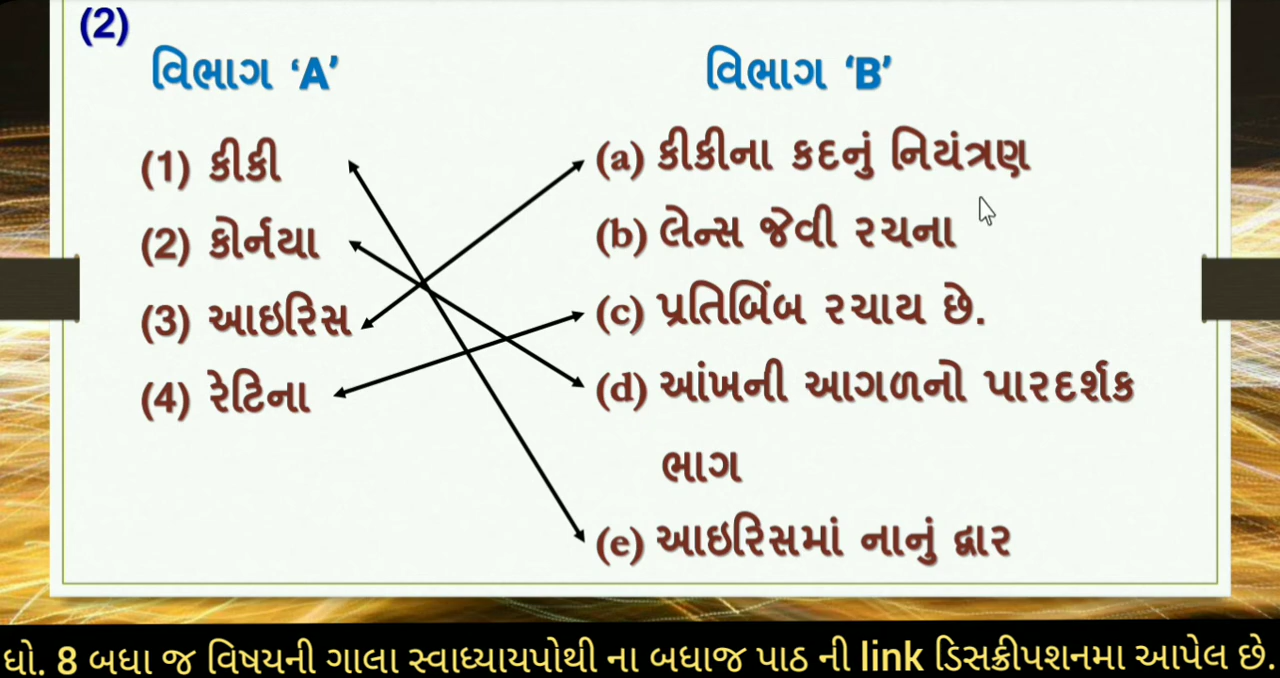 (2)
વિભાગ ‘A’ વિભાગ ‘B’
(1) કીકી (a) કીકીના કદનું નિયંત્રણ
(2) કોર્નયા (b) લેન્સ જેવી રચના
(3) આઇરિસ (c) પ્રતિબિંબ રચાય છે.
(4) રેટિના (d) આંખની આગળનો પારદર્શક
ભાગ
(e) આઇરિસમાં નાનું દ્વાર
ધો. 8 બધા જ વિષયની ગાલા સ્વાધ્યાયપોથી ના બધાજ પાઠ ની link ડિસક્રીપશનમા આપેલ છે.